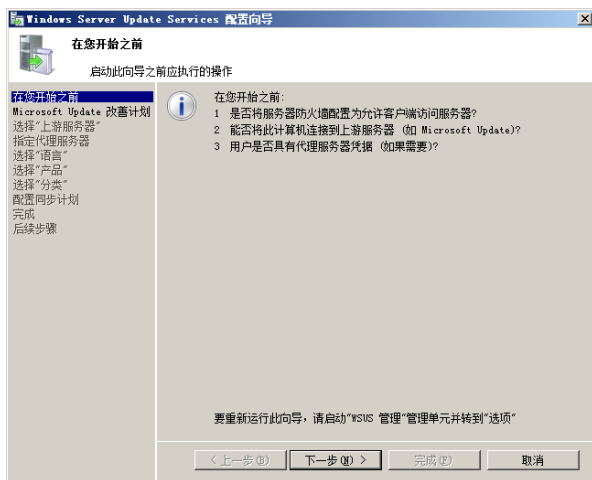 Windows Server Update Services 配置向导
在您开始之前
启动此向导之前应执行的操作
在您开始之前
Microsoft Update 改善计划
选择“上游服务器”
指定代理服务器
选择“语言”
选择“产品”
选择“分类”
配置同步计划
完成
后续步骤
在您开始之前:
1 是否将服务器防火墙配置为允许客户端访问服务器?
2 能否将此计算机连接到上游服务器 (如 Microsoft Update)?
3 用户是否具有代理服务器凭据 (如果需要)?
要重新运行此向导，请启动“WSUS 管理”管理单元并转到“选项”
< 上一步(B)
下一步(N) >
完成(F)
取消